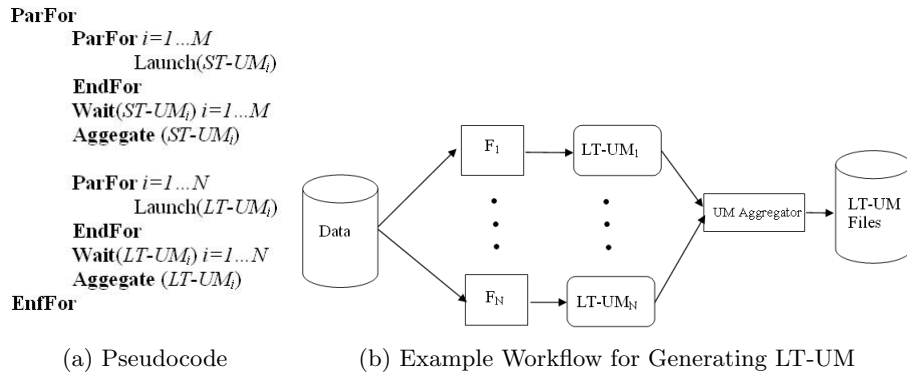 ParFor
ParFor i=1...M
Launch(ST-UMi)
EndFor
Wait(ST-UMi) i=1...M
Aggegate (ST-UMi)
ParFor i=1...N
Launch(LT-UMi)
EndFor
Wait(LT-UMi) i=1...N
Aggegate (LT-UMi)
EnfFor
Data
F1
LT-UM1
FN
LT-UMN
UM Aggregator
LT-UM
Files
(a) Pseudocode
(b) Example Workflow for Generating LT-UM